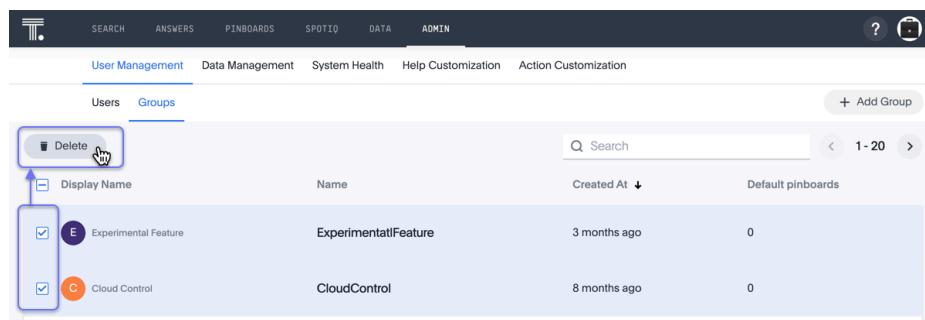 T.
SEARCH ANSWERS PINBOARDS SPOTIQ DATA ADMIN ?
User Management Data Management System Health Help Customization Action Customization
Users Groups + Add Group
Delete Search < 1 - 20 >
Display Name Name Created At ↓ Default pinboards
E Experimental Feature ExperimentatlFeature 3 months ago 0
C Cloud Control CloudControl 8 months ago 0